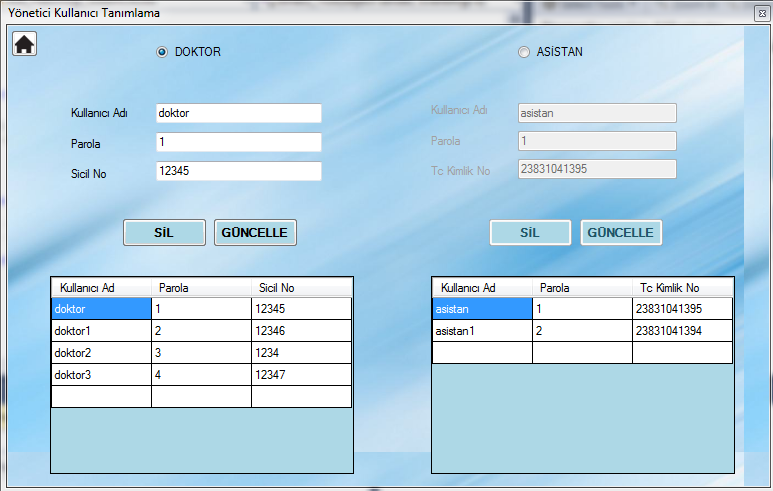 Yönetici Kullanıcı Tanımlama
DOKTOR
ASİSTAN
Kullanıcı Adı doktor
Parola 1
Sicil No 12345
Kullanıcı Adı asistan
Parola 1
Tc Kimlik No 23831041395
SİL GÜNCELLE
SİL GÜNCELLE
Kullanıcı Ad Parola Sicil No
doktor 1 12345
doktor1 2 12346
doktor2 3 1234
doktor3 4 12347
Kullanıcı Ad Parola Tc Kimlik No
asistan 1 23831041395
asistan1 2 23831041394